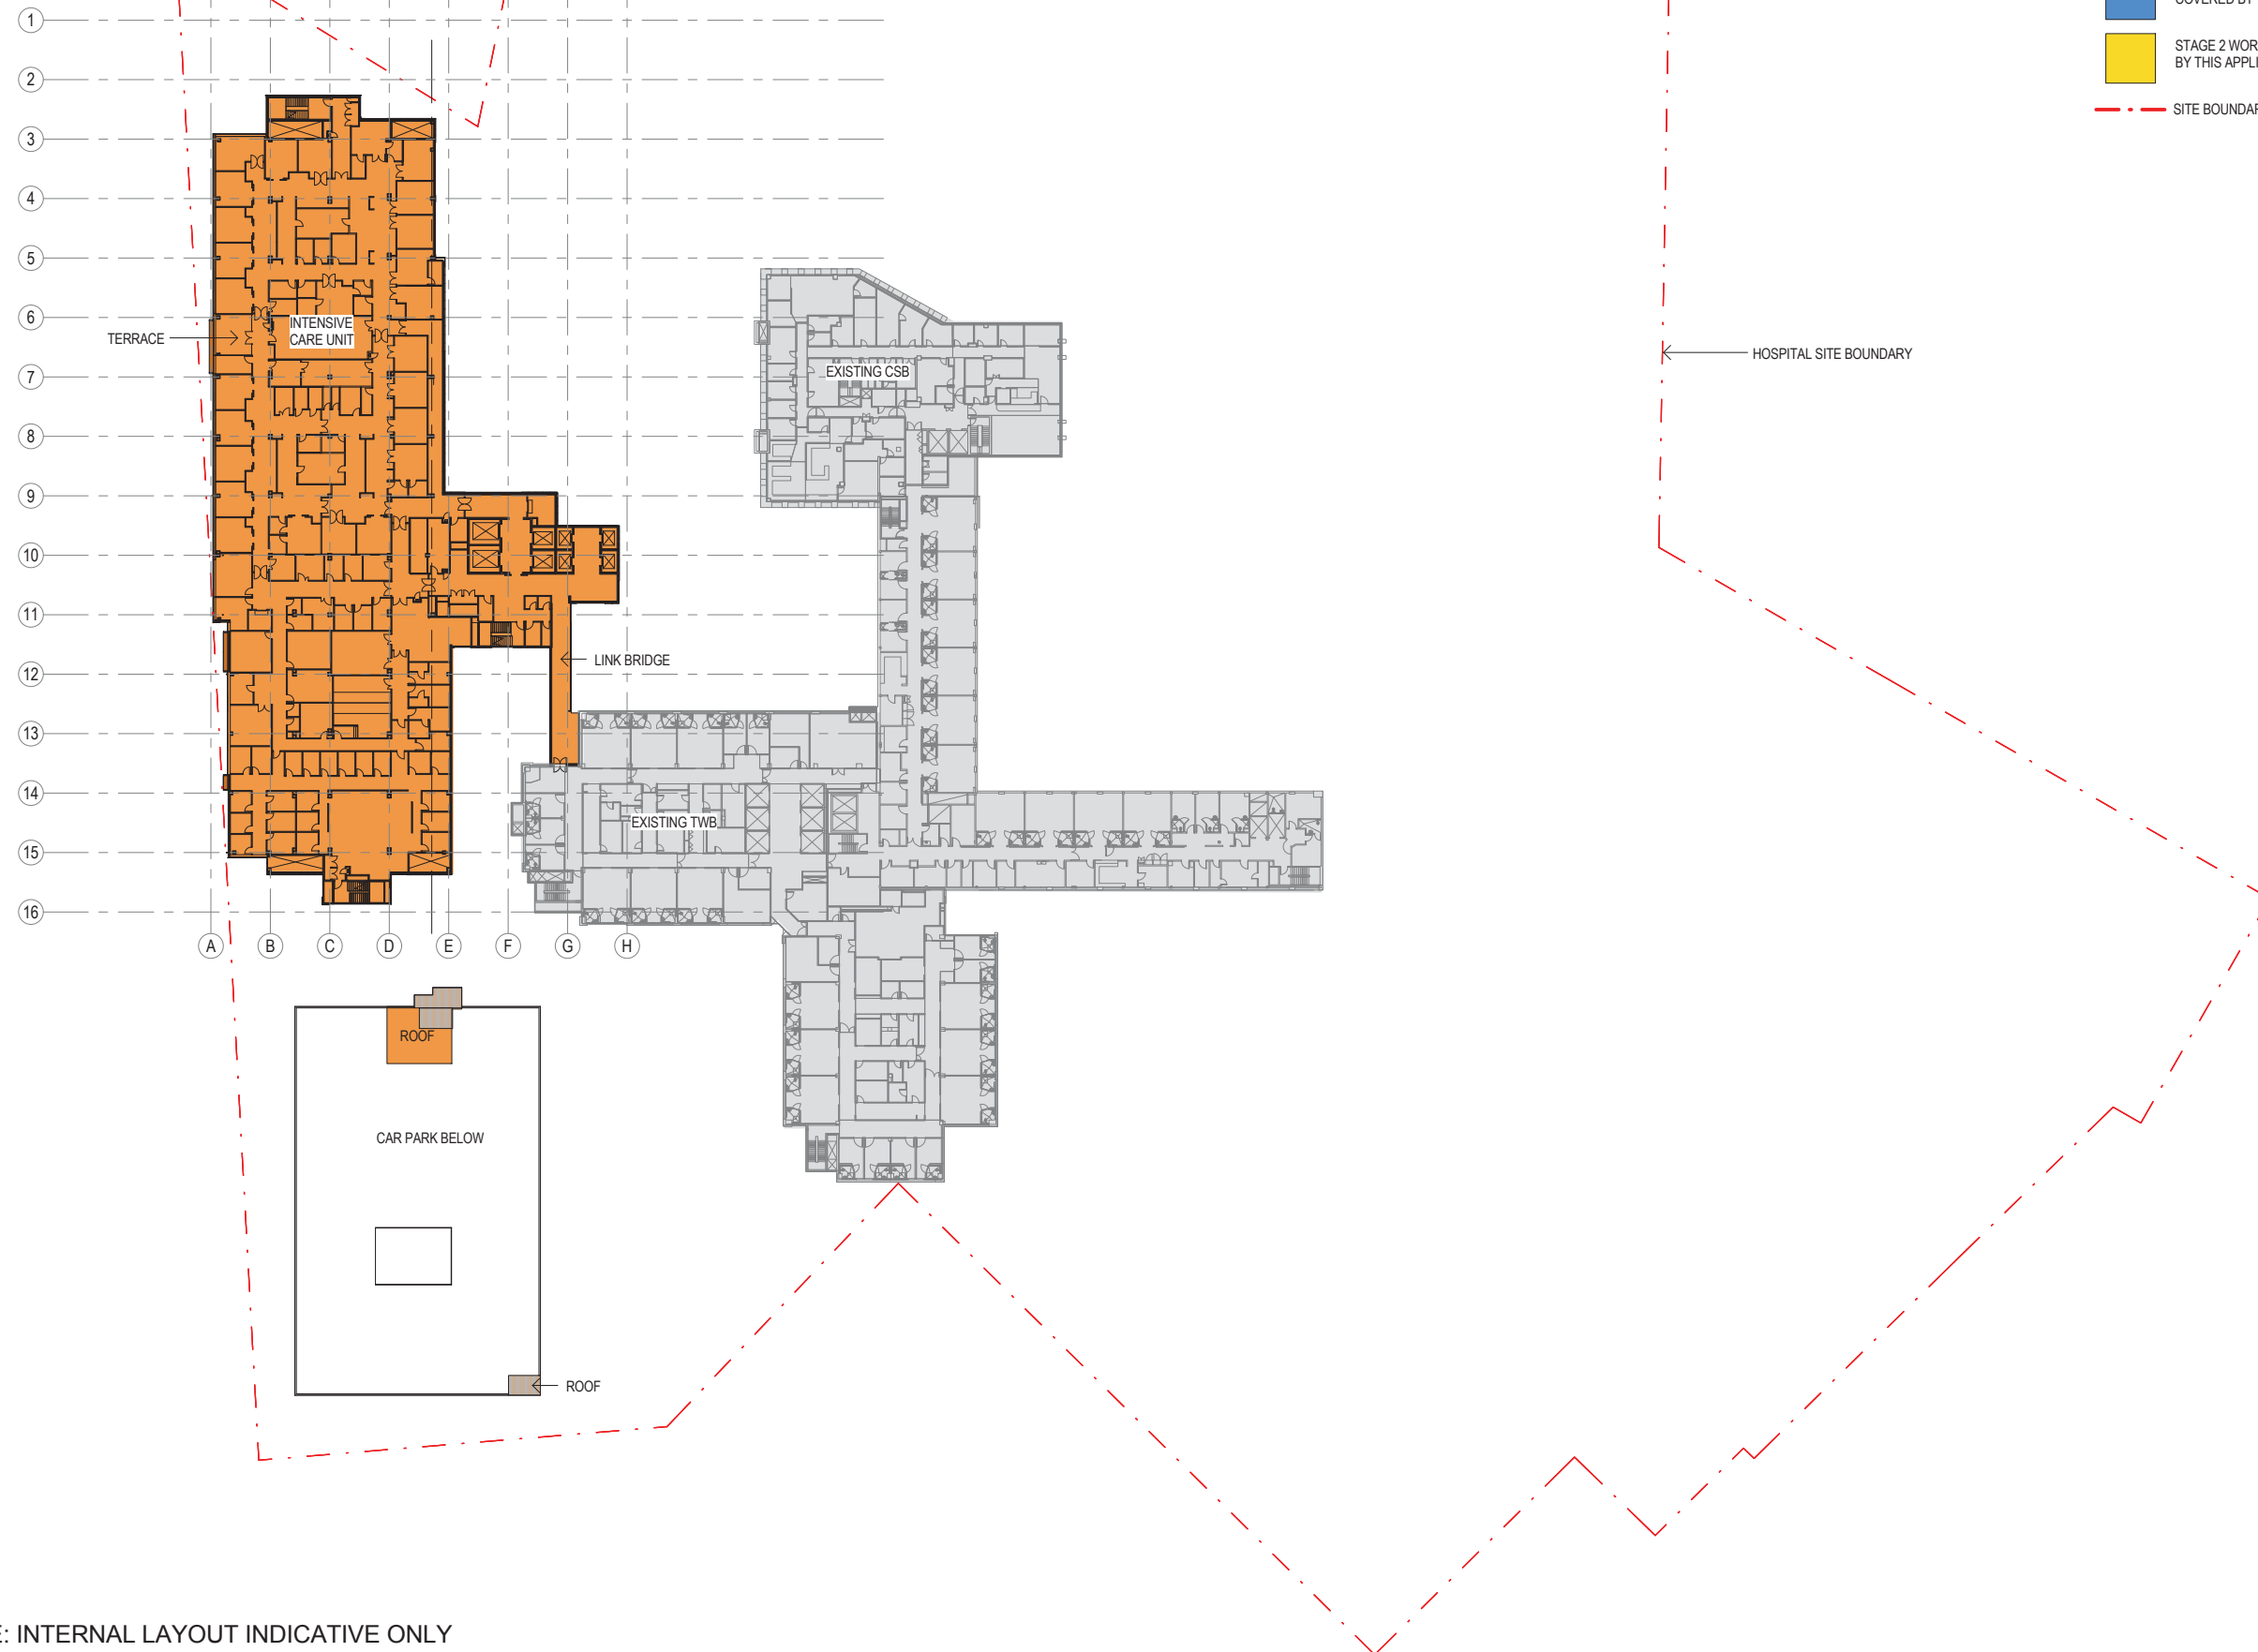 1
2
3
4
5
6
7
8
9
10
11
12
13
14
15
16
A B C D E F G H
COVERED BY
STAGE 2 WOR
BY THIS APPLI
SITE BOUNDAR
TERRACE
INTENSIVE
CARE UNIT
EXISTING CSB
HOSPITAL SITE BOUNDARY
LINK BRIDGE
EXISTING TWB
ROOF
CAR PARK BELOW
ROOF
E: INTERNAL LAYOUT INDICATIVE ONLY